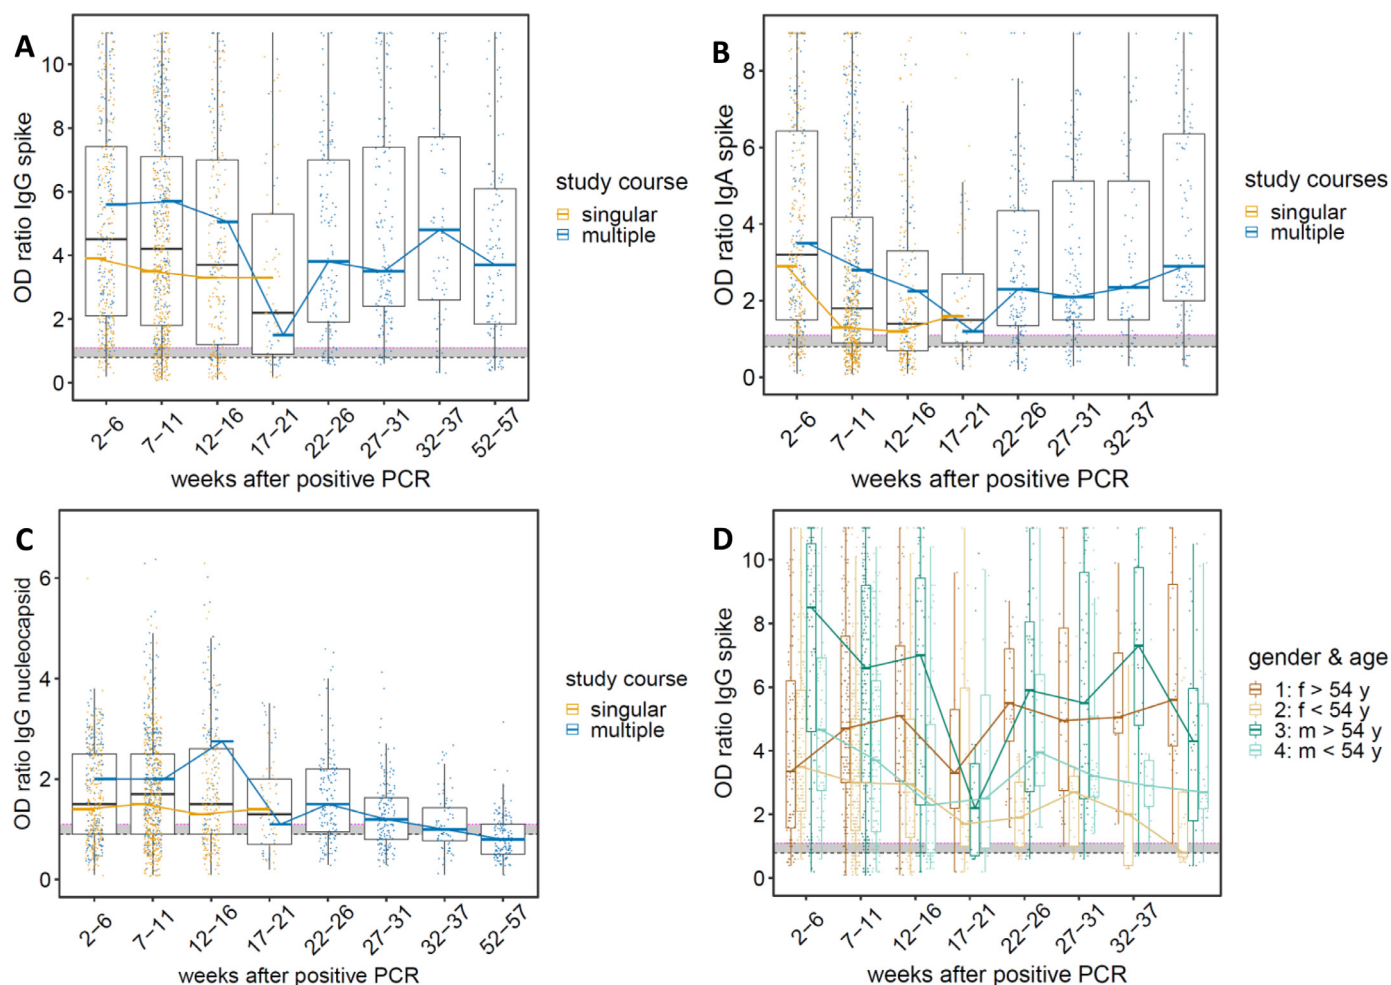 A
OD ratio IgG spike
10
8
6
4
2
0
2–6
7–11
12–16
17–21
22–26
27–31
32–37
52–57
weeks after positive PCR
study course
singular
multiple
B
OD ratio IgA spike
8
6
4
2
0
2–6
7–11
12–16
17–21
22–26
27–31
32–37
weeks after positive PCR
study courses
singular
multiple
C
OD ratio IgG nucleocapsid
6
4
2
0
2–6
7–11
12–16
17–21
22–26
27–31
32–37
52–57
weeks after positive PCR
study course
singular
multiple
D
OD ratio IgG spike
10
8
6
4
2
0
2–6
7–11
12–16
17–21
22–26
27–31
32–37
weeks after positive PCR
gender & age
1: f > 54 y
2: f < 54 y
3: m > 54 y
4: m < 54 y